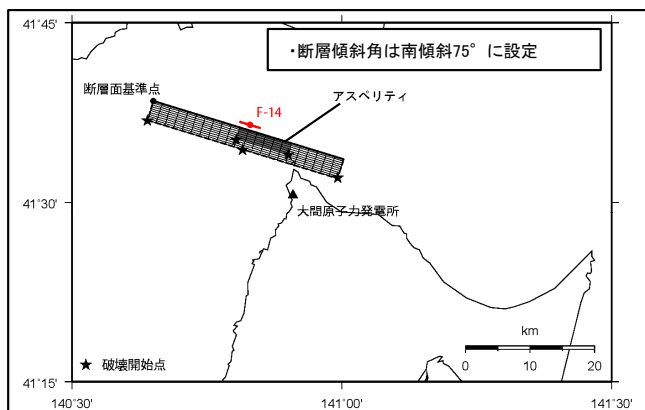 41°45'
・断層傾斜角は南傾斜75°に設定
断層面基準点
アスペリティ
F-14
41°30'
大間原子力発電所
km
★ 破壊開始点
0 10 20
41°15'
140°30' 141°00' 141°30'